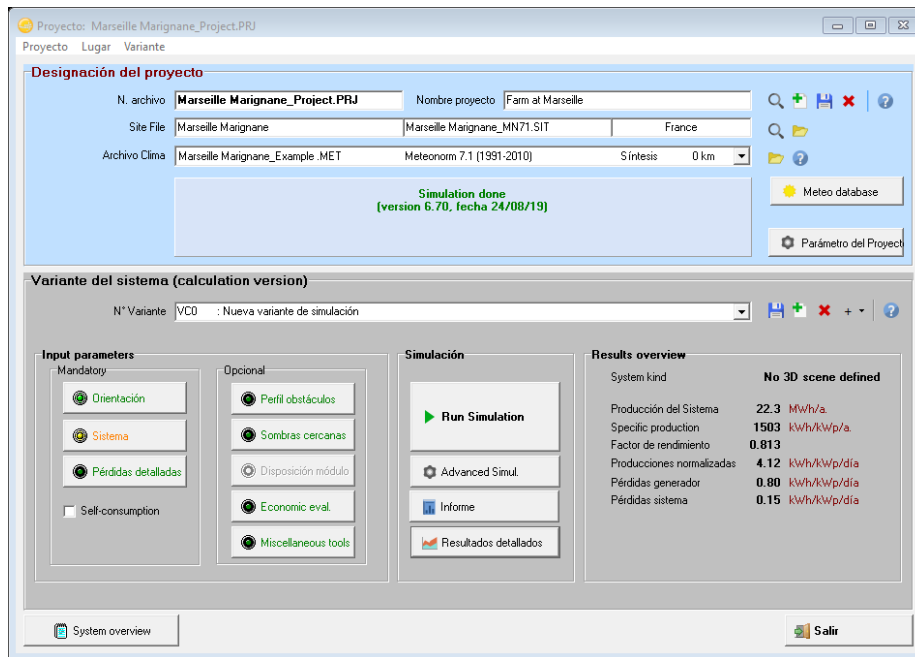 Proyecto: Marseille Marignane_Project.PRJ
Proyecto Lugar Variante
Designación del proyecto
N. archivo Marseille Marignane_Project.PRJ Nombre proyecto Farm at Marseille
Site File Marseille Marignane Marseille Marignane_MN71.SIT France
Archivo Clima Marseille Marignane_Example .MET Meteonorm 7.1 (1991-2010) Síntesis 0 km
Simulation done
(version 6.70, fecha 24/08/19)
Meteo database
Parámetro del Proyect
Variante del sistema (calculation version)
N° Variante VC0 : Nueva variante de simulación
Input parameters
Mandatory
Orientación
Sistema
Pérdidas detalladas
Self-consumption
Opcional
Perfil obstáculos
Sombras cercanas
Disposición módulo
Economic eval.
Miscellaneous tools
Simulación
Run Simulation
Advanced Simul.
Informe
Resultados detallados
Results overview
System kind No 3D scene defined
Producción del Sistema 22.3 MWh/a.
Specific production 1503 kWh/kWp/a.
Factor de rendimiento 0.813
Producciones normalizadas 4.12 kWh/kWp/día
Pérdidas generador 0.80 kWh/kWp/día
Pérdidas sistema 0.15 kWh/kWp/día
System overview
Salir